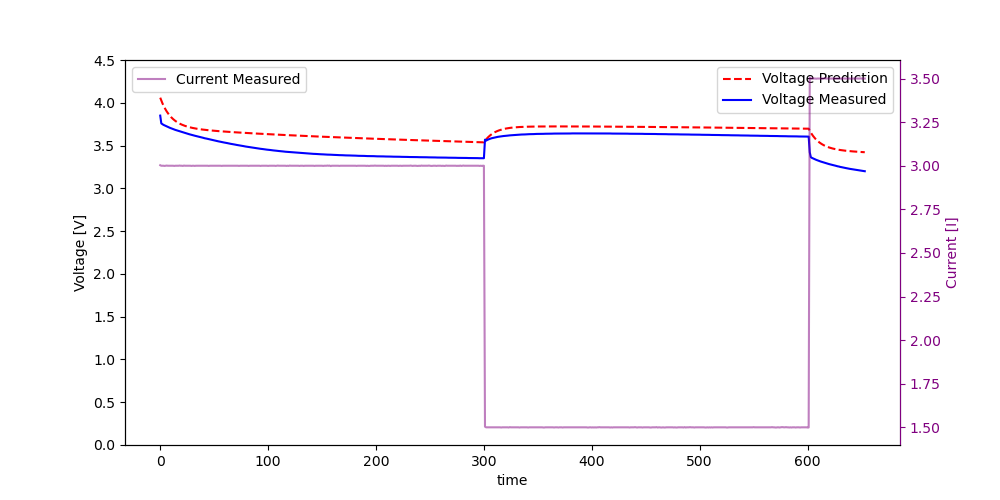 Current Measured
Voltage Prediction
Voltage Measured
4.5
4.0
3.5
3.0
2.5
2.0
1.5
1.0
0.5
0.0
Voltage [V]
3.50
3.25
3.00
2.75
2.50
2.25
2.00
1.75
1.50
Current [I]
0 100 200 300 400 500 600
time